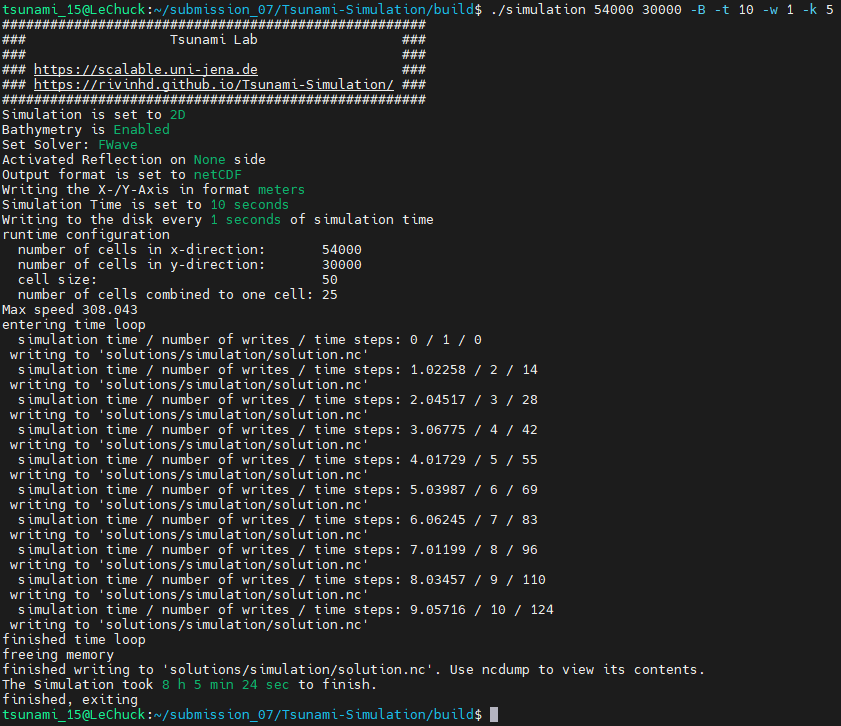 tsunami_15@LeChuck:~/submission_07/Tsunami-Simulation/build$ ./simulation 54000 30000 -B -t 10 -w 1 -k 5
#####################################################
###                  Tsunami Lab                  ###
###                                               ###
### https://scalable.uni-jena.de                  ###
### https://rivinhd.github.io/Tsunami-Simulation/ ###
#####################################################
Simulation is set to 2D
Bathymetry is Enabled
Set Solver: FWave
Activated Reflection on None side
Output format is set to netCDF
Writing the X-/Y-Axis in format meters
Simulation Time is set to 10 seconds
Writing to the disk every 1 seconds of simulation time
runtime configuration
  number of cells in x-direction:       54000
  number of cells in y-direction:       30000
  cell size:                            50
  number of cells combined to one cell: 25
Max speed 308.043
entering time loop
  simulation time / number of writes / time steps: 0 / 1 / 0
 writing to 'solutions/simulation/solution.nc'
  simulation time / number of writes / time steps: 1.02258 / 2 / 14
 writing to 'solutions/simulation/solution.nc'
  simulation time / number of writes / time steps: 2.04517 / 3 / 28
 writing to 'solutions/simulation/solution.nc'
  simulation time / number of writes / time steps: 3.06775 / 4 / 42
 writing to 'solutions/simulation/solution.nc'
  simulation time / number of writes / time steps: 4.01729 / 5 / 55
 writing to 'solutions/simulation/solution.nc'
  simulation time / number of writes / time steps: 5.03987 / 6 / 69
 writing to 'solutions/simulation/solution.nc'
  simulation time / number of writes / time steps: 6.06245 / 7 / 83
 writing to 'solutions/simulation/solution.nc'
  simulation time / number of writes / time steps: 7.01199 / 8 / 96
 writing to 'solutions/simulation/solution.nc'
  simulation time / number of writes / time steps: 8.03457 / 9 / 110
 writing to 'solutions/simulation/solution.nc'
  simulation time / number of writes / time steps: 9.05716 / 10 / 124
 writing to 'solutions/simulation/solution.nc'
finished time loop
freeing memory
finished writing to 'solutions/simulation/solution.nc'. Use ncdump to view its contents.
The Simulation took 8 h 5 min 24 sec to finish.
finished, exiting
tsunami_15@LeChuck:~/submission_07/Tsunami-Simulation/build$